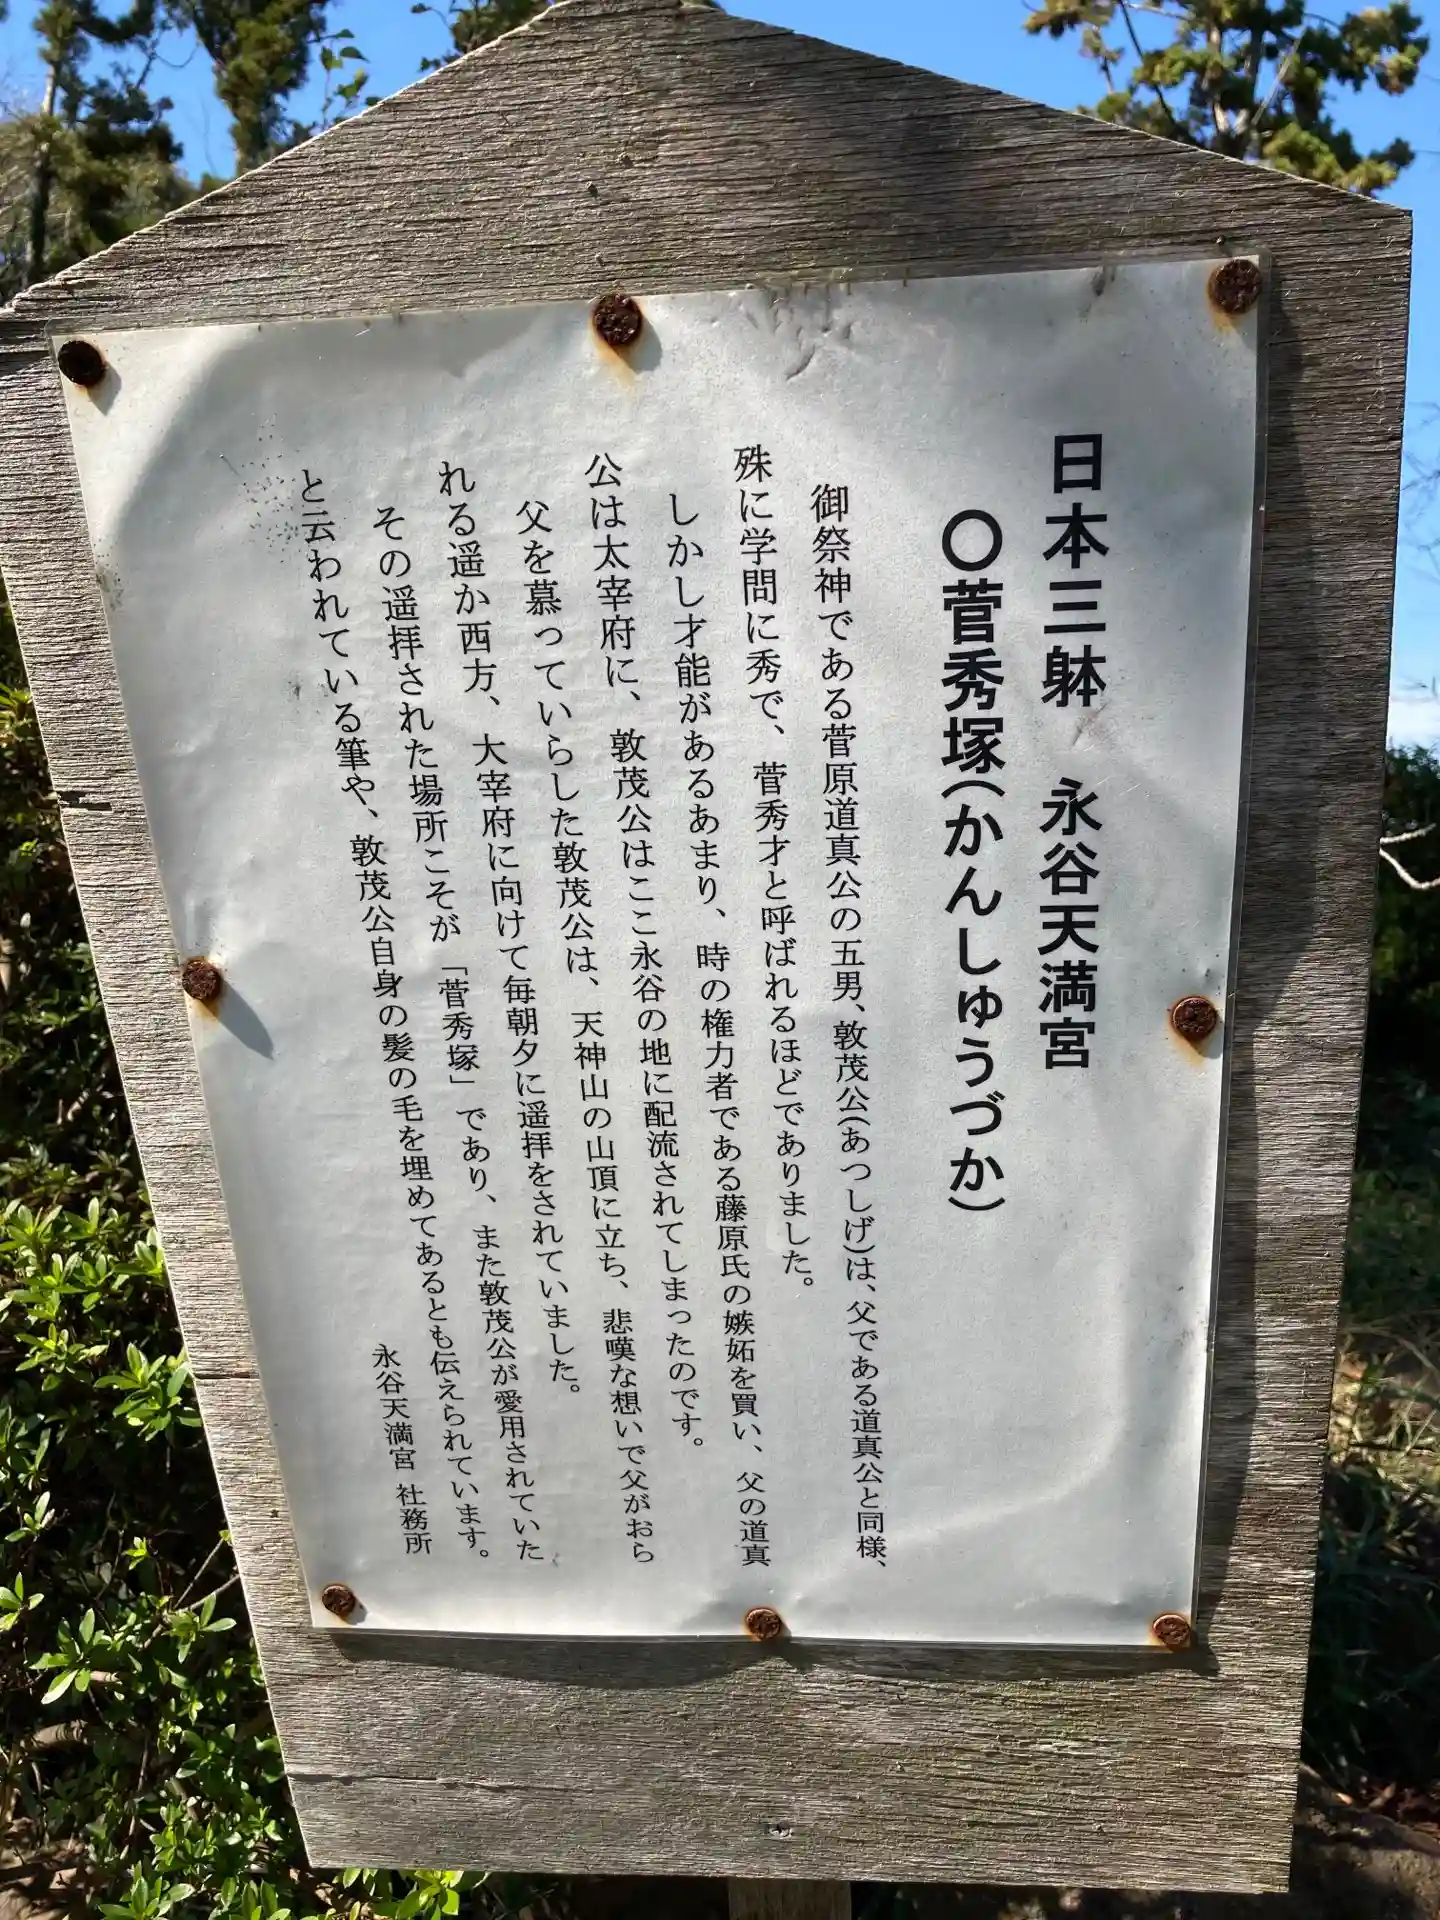 日本三躰　永谷天満宮
〇菅秀塚(かんしゅうづか)
御祭神である菅原道真公の五男、敦茂公(あつしげ)は、父である道真公と同様、
殊に学問に秀で、菅秀才と呼ばれるほどでありました。
しかし才能があるあまり、時の権力者である藤原氏の嫉妬を買い、父の道真
公は太宰府に、敦茂公はここ永谷の地に配流されてしまったのです。
父を慕っていらした敦茂公は、天神山の山頂に立ち、悲嘆な想いで父がおら
れる遥か西方、大宰府に向けて毎朝夕に遥拝をされていました。
その遥拝された場所こそが「菅秀塚」であり、また敦茂公が愛用されていた
と云われている筆や、敦茂公自身の髪の毛を埋めてあるとも伝えられています。
永谷天満宮 社務所